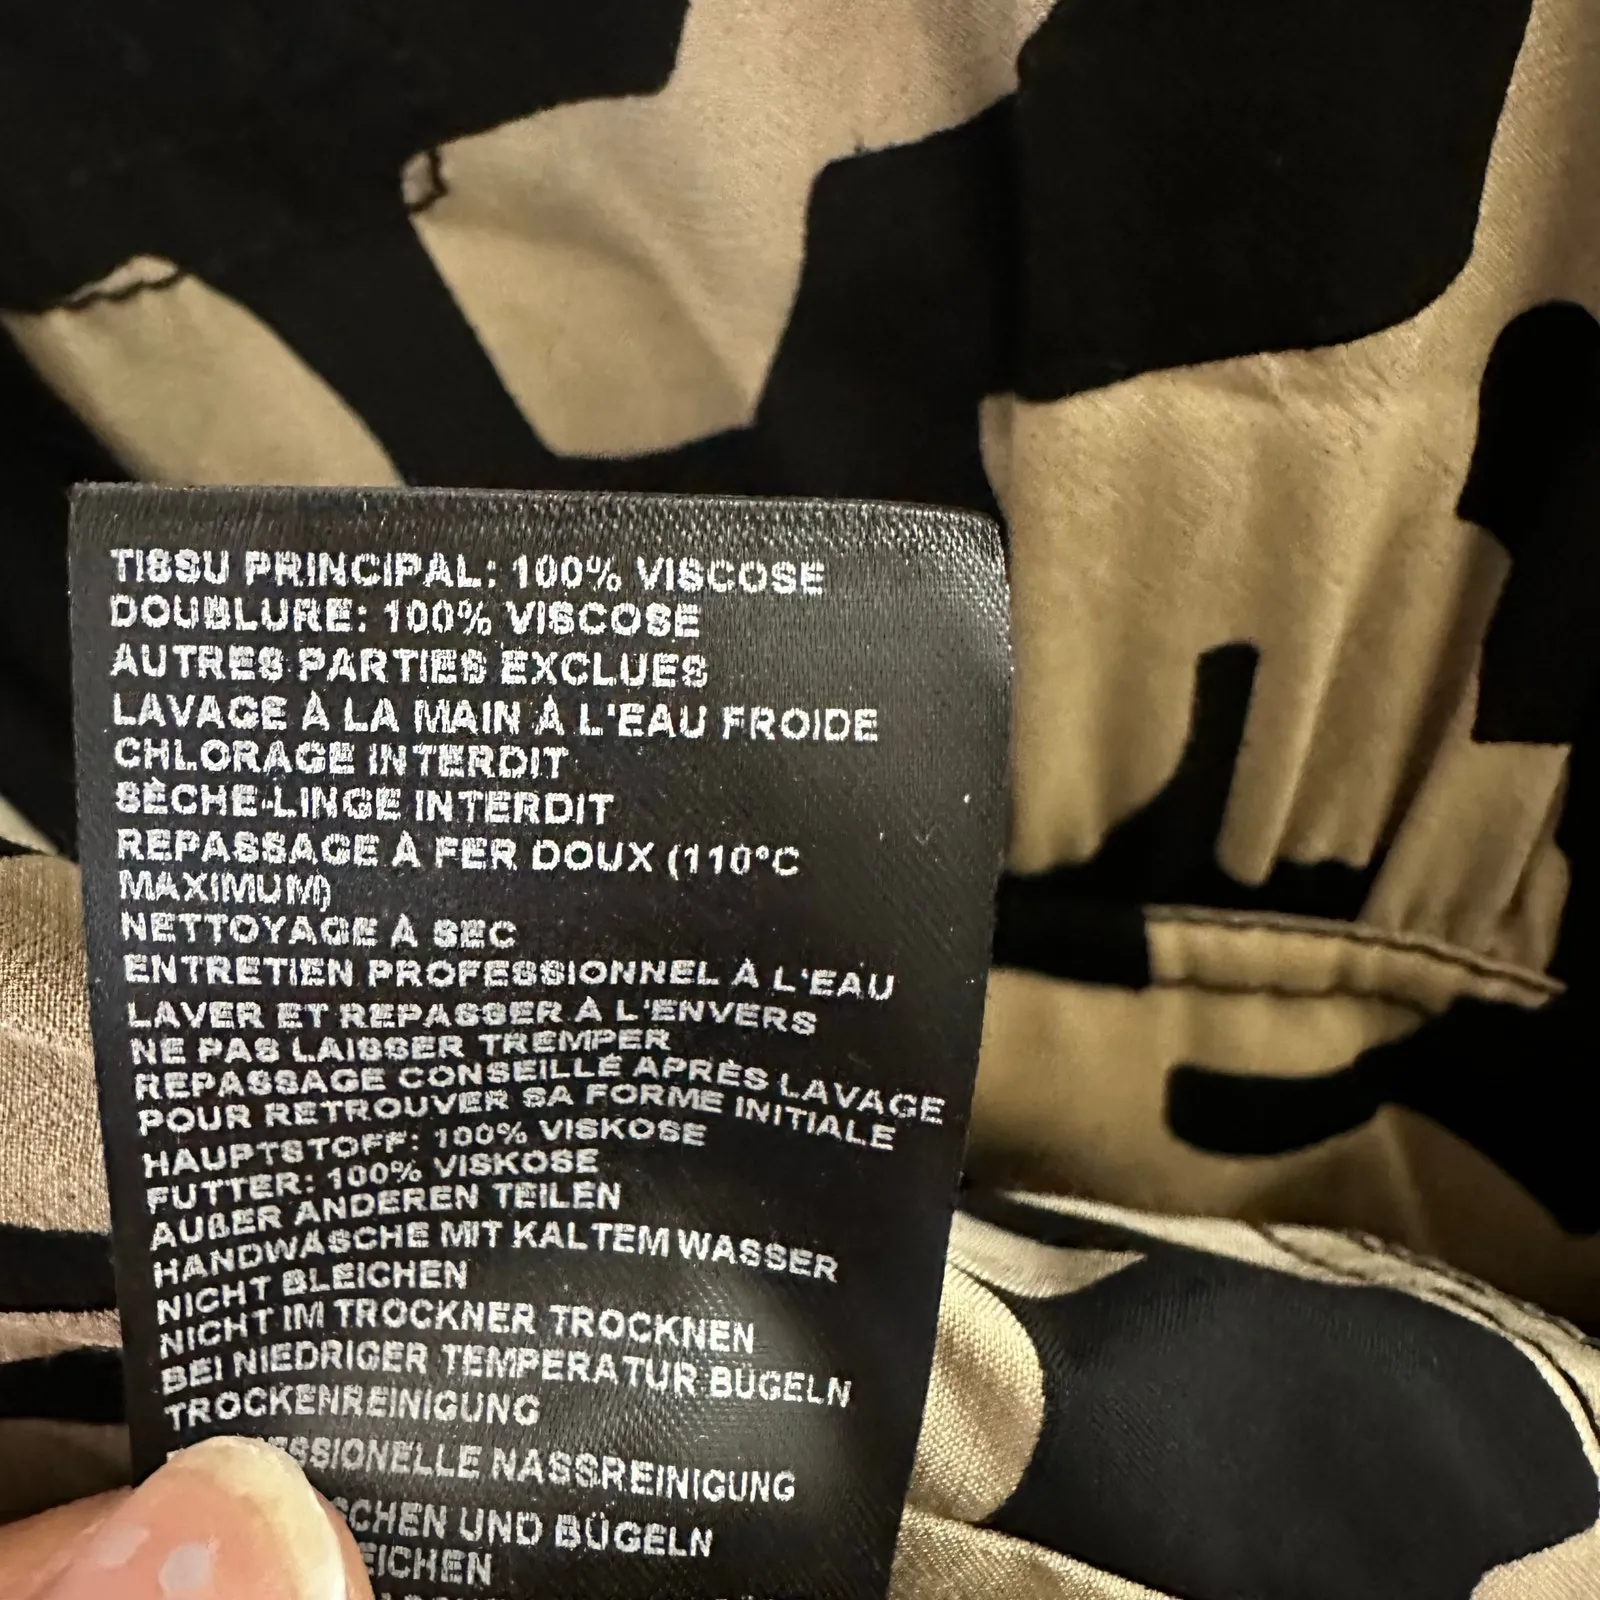 TISSU PRINCIPAL: 100% VISCOSE
DOUBLURE: 100% VISCOSE
AUTRES PARTIES EXCLUES
LAVAGE À LA MAIN À L'EAU FROIDE
CHLORAGE INTERDIT
SÈCHE-LINGE INTERDIT
REPASSAGE À FER DOUX (110°C
MAXIMUM)
NETTOYAGE À SEC
ENTRETIEN PROFESSIONNEL À L'EAU
LAVER ET REPASSER À L'ENVERS
NE PAS LAISSER TREMPER
REPASSAGE CONSEILLÉ APRÈS LAVAGE
POUR RETROUVER SA FORME INITIALE
HAUPTSTOFF: 100% VISKOSE
FUTTER: 100% VISKOSE
AUßER ANDEREN TEILEN
HANDWÄSCHE MIT KALTEM WASSER
NICHT BLEICHEN
NICHT IM TROCKNER TROCKNEN
BEI NIEDRIGER TEMPERATUR BÜGELN
TROCKENREINIGUNG
NASSREINIGUNG
UND BÜGELN